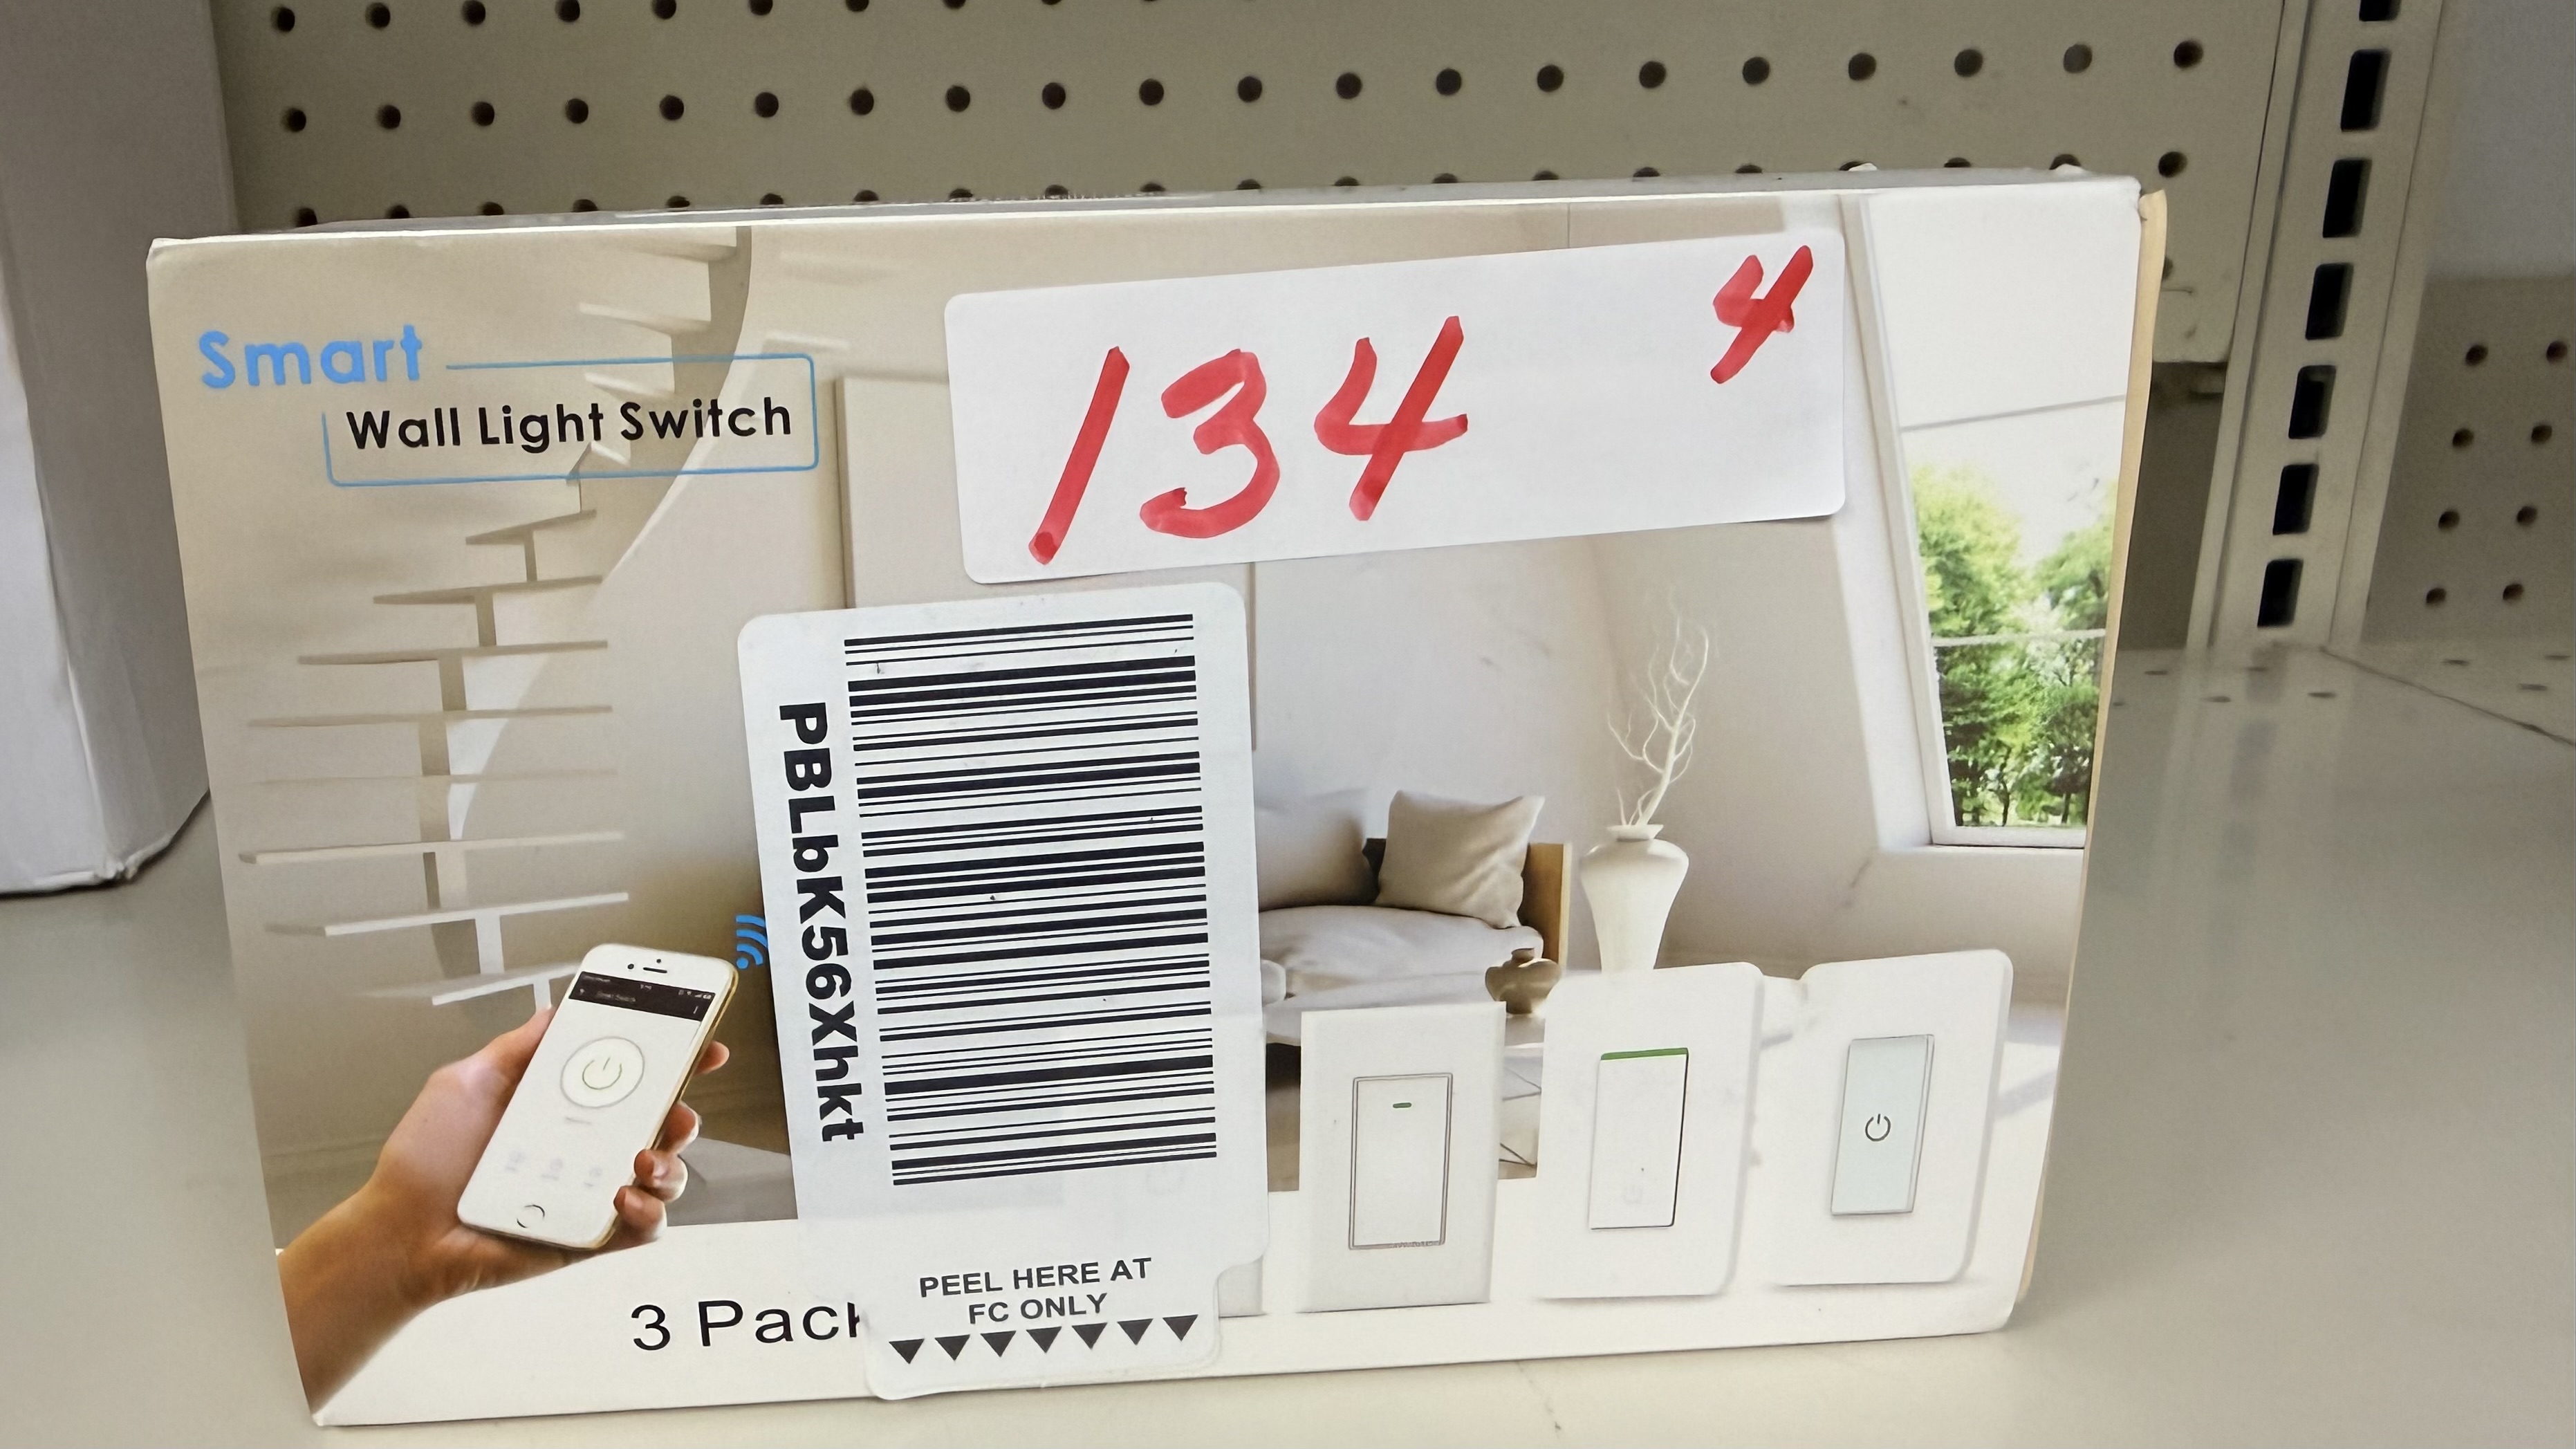 134 4
Smart
Wall Light Switch
PBLbK56Xhkt
3 Pack
PEEL HERE AT
FC ONLY